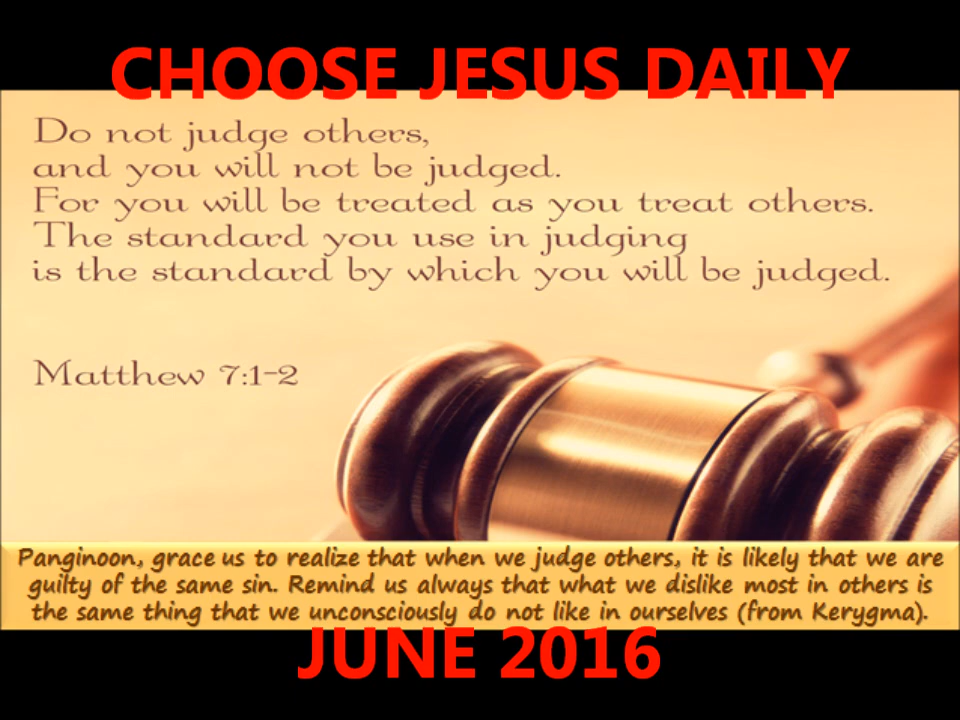 CHOOSE JESUS DAILY
Do not judge others,
and you will not be judged.
For you will be treated as you treat others.
The standard you use in judging
is the standard by which you will be judged.
Matthew 7:1-2
Panginoon, grace us to realize that when we judge others, it is likely that we are
guilty of the same sin. Remind us always that what we dislike most in others is
the same thing that we unconsciously do not like in ourselves (from Kerygma).
JUNE 2016